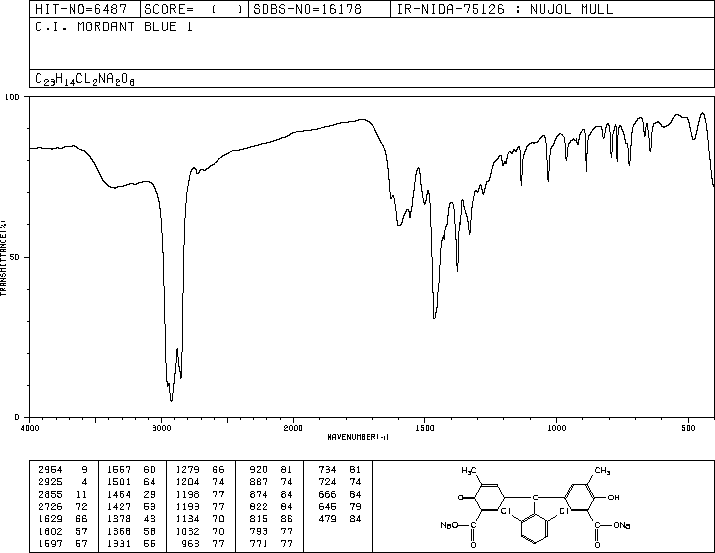 HIT-NO=6487 SCORE= ( ) SDBS-NO=16178 IR-NIDA-75126 : NUJOL MULL
C.I. MORDANT BLUE 1
C23H14CL2NA2O6
100
50
0
TRANSMITTANCE(%)
4000 3000 2000 1500 1000 500
WAVENUMBER(-1)
2954 9 1567 60 1279 66 920 81 734 81
2925 4 1501 64 1204 74 887 74 724 74
2855 11 1464 29 1198 77 874 84 666 84
2726 72 1427 53 1193 77 822 84 645 79
1629 66 1378 43 1134 70 815 86 479 84
1602 57 1368 58 1032 70 793 77
1597 57 1331 55 963 77 771 77
H3C CH3
O C OH
Cl Cl
NaO C C ONa
O O